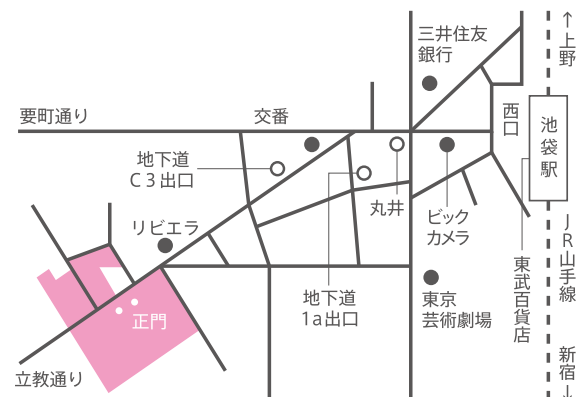 三井住友
銀行
↑上野
要町通り
交番
西口
池袋駅
地下道
C3出口
丸井
ビック
カメラ
リビエラ
JR山手線
東武百貨店
地下道
1a出口
東京
芸術劇場
正門
立教通り
新宿↓